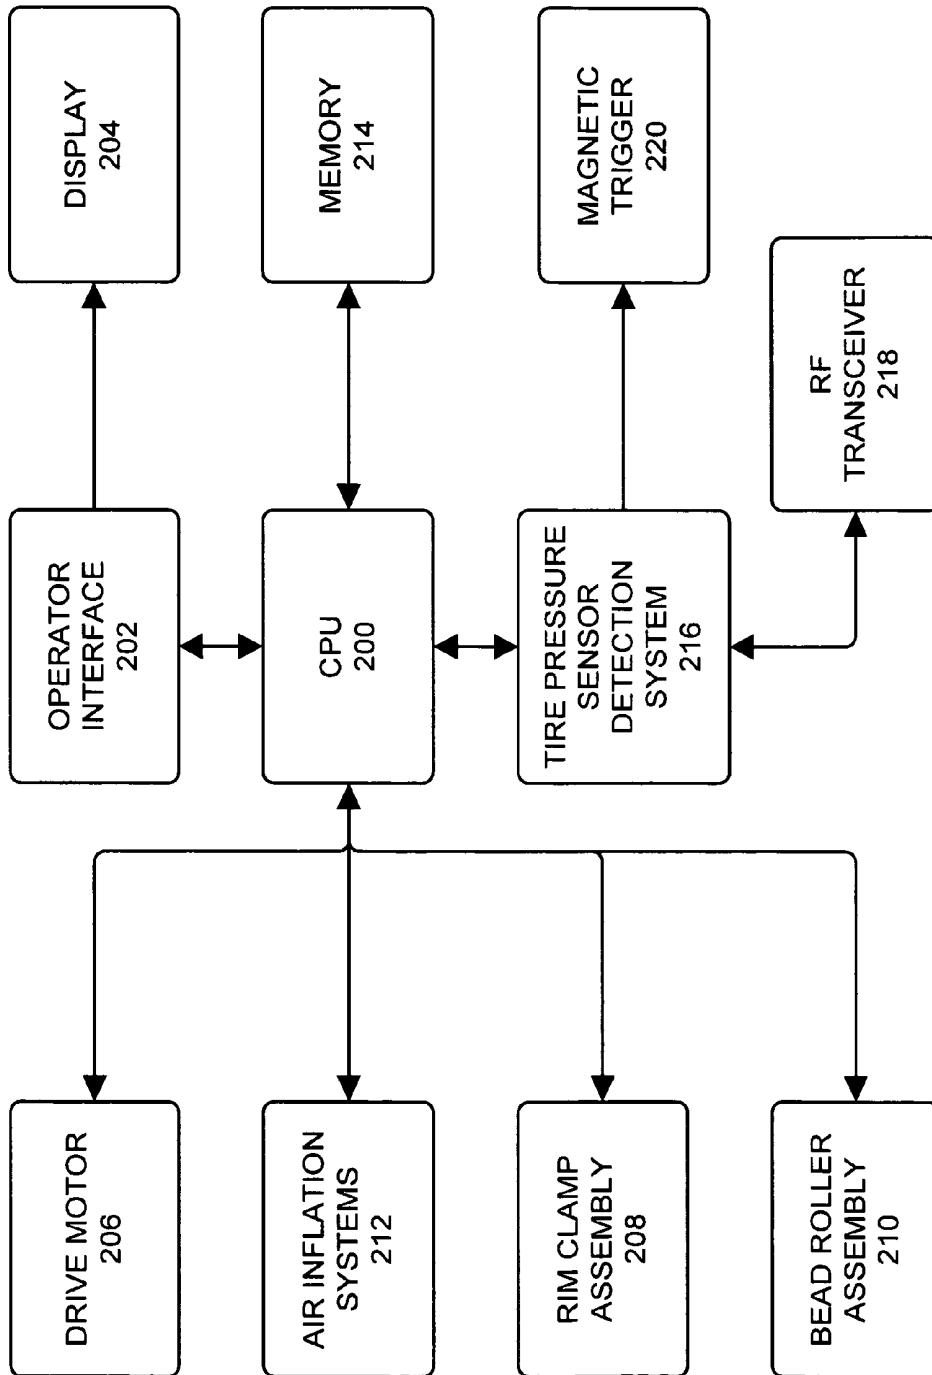 DRIVE MOTOR
206
AIR INFLATION
SYSTEMS
212
RIM CLAMP
ASSEMBLY
208
BEAD ROLLER
ASSEMBLY
210
OPERATOR
INTERFACE
202
CPU
200
TIRE PRESSURE
SENSOR
DETECTION
SYSTEM
216
DISPLAY
204
MEMORY
214
MAGNETIC
TRIGGER
220
RF
TRANSCEIVER
218